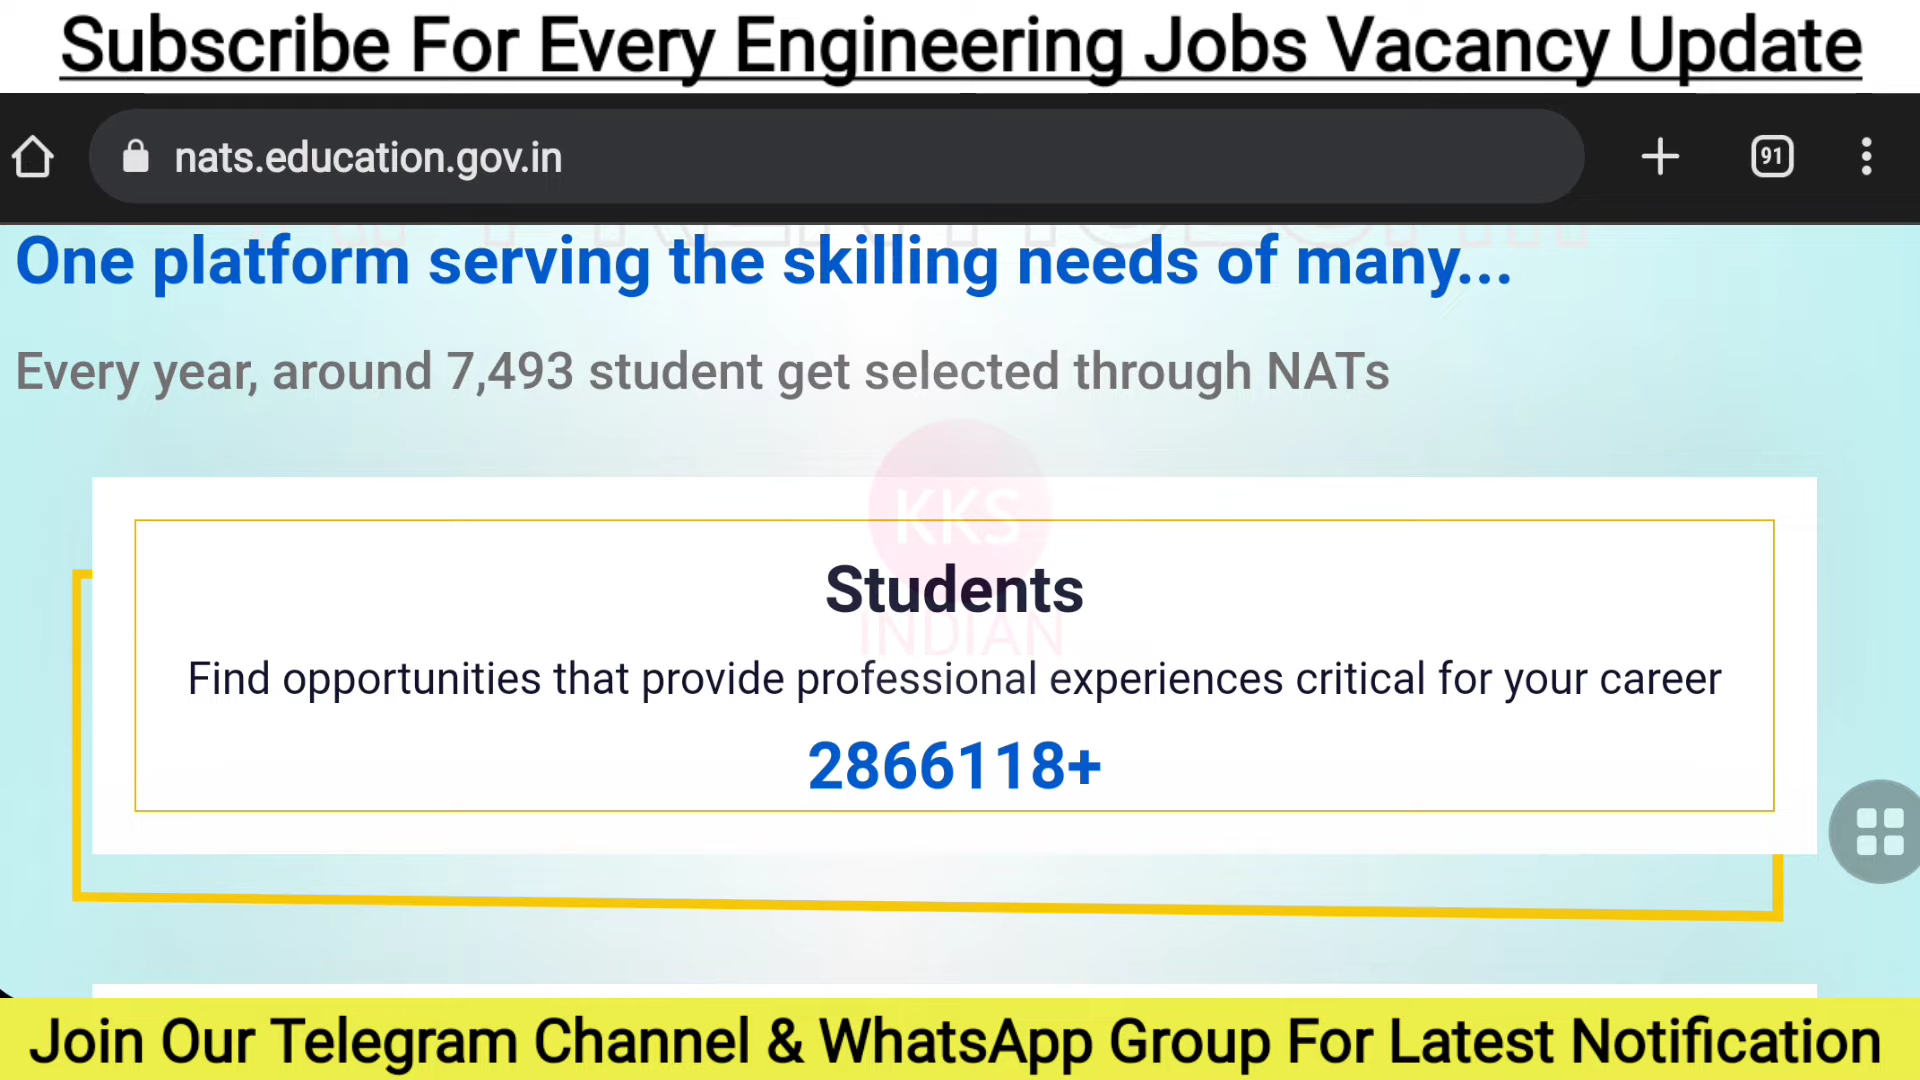 Subscribe For Every Engineering Jobs Vacancy Update
nats.education.gov.in
91
One platform serving the skilling needs of many...
Every year, around 7,493 student get selected through NATs
KKS
Students
INDIAN
Find opportunities that provide professional experiences critical for your career
2866118+
Join Our Telegram Channel & WhatsApp Group For Latest Notification